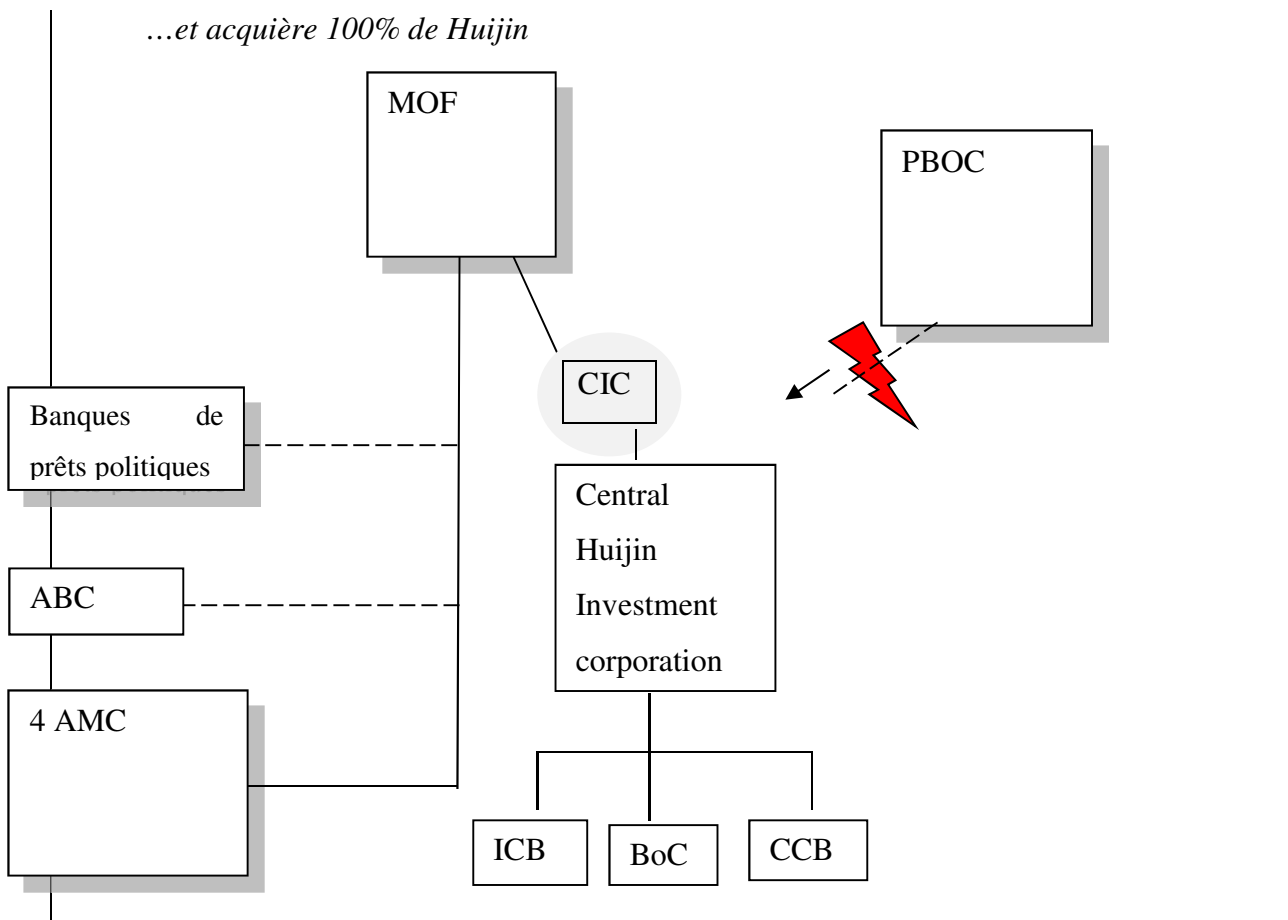 …et acquière 100% de Huijin
MOF
PBOC
CIC
Banques de
prêts politiques
Central
Huijin
Investment
corporation
ABC
4 AMC
ICB
BoC
CCB